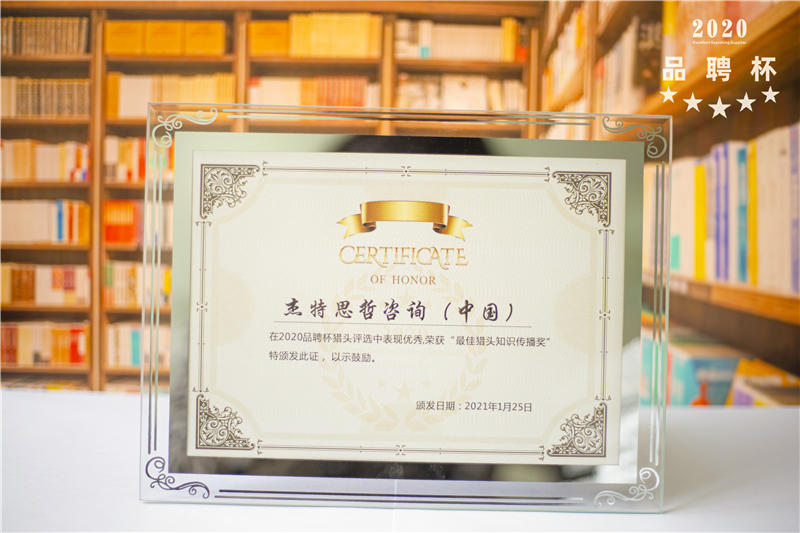 2020
Excellent Searching Supplier
品聘杯
CERTIFICATE
OF HONOR
杰特思哲咨询（中国）
在2020品聘杯猎头评选中表现优秀,荣获“最佳猎头知识传播奖”
特颁发此证，以示鼓励。
颁发日期：2021年1月25日